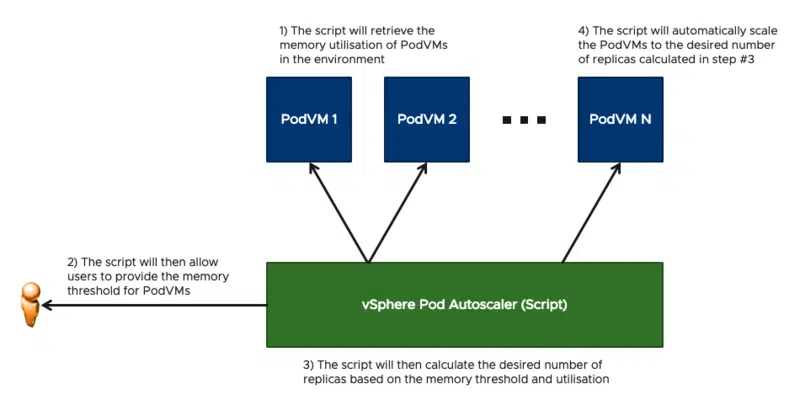 1) The script will retrieve the
memory utilisation of PodVMs
in the environment
4) The script will automatically scale
the PodVMs to the desired number
of replicas calculated in step #3
PodVM 1
PodVM 2
PodVM N
2) The script will then allow
users to provide the memory
threshold for PodVMs
vSphere Pod Autoscaler (Script)
3) The script will then calculate the desired number of
replicas based on the memory threshold and utilisation